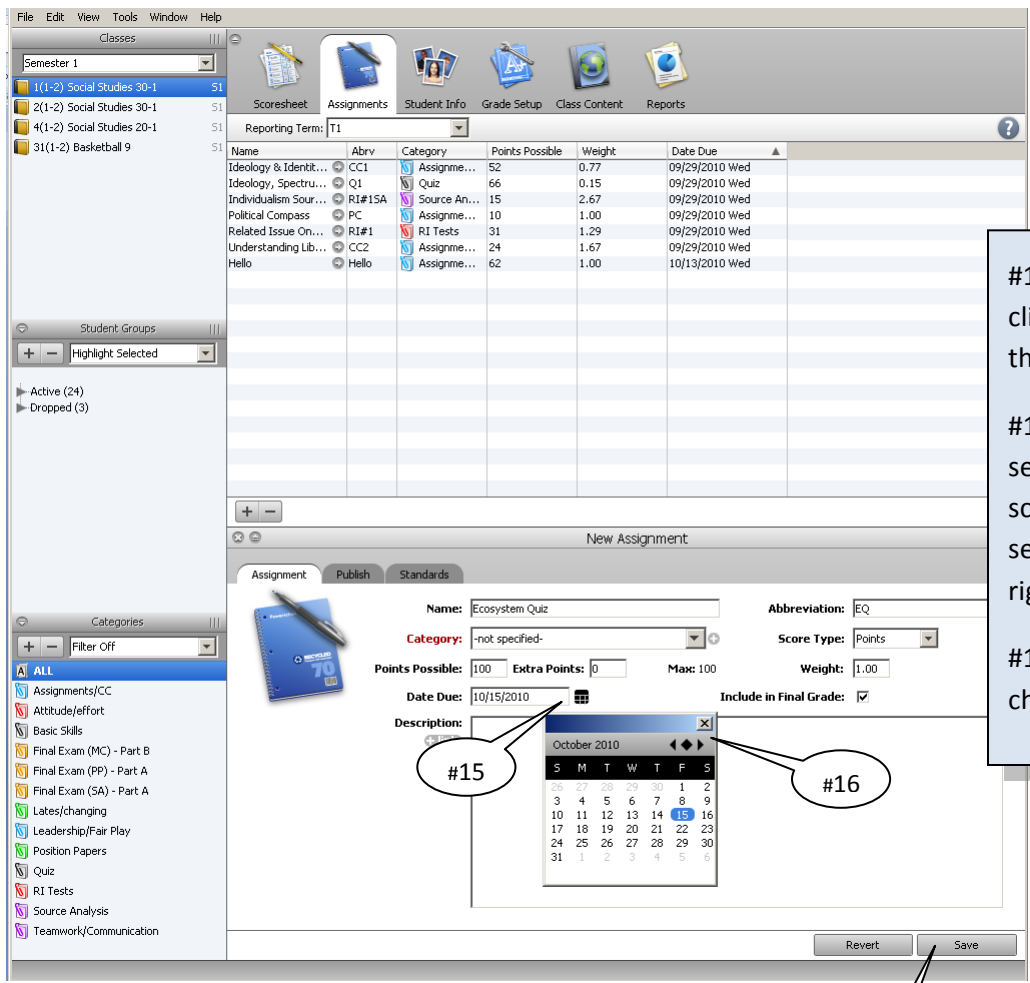 File Edit View Tools Window Help
Classes
Semester 1
1(1-2) Social Studies 30-1 S1
2(1-2) Social Studies 30-1 S1
4(1-2) Social Studies 20-1 S1
31(1-2) Basketball 9 S1
Scoresheet Assignments Student Info Grade Setup Class Content Reports
Reporting Term: T1
Name Abrv Category Points Possible Weight Date Due
Ideology & Identit... CC1 Assignme... 52 0.77 09/29/2010 Wed
Ideology, Spectru... Q1 Quiz 66 0.15 09/29/2010 Wed
Individualism Sour... RI#1SA Source An... 15 2.67 09/29/2010 Wed
Political Compass PC Assignme... 10 1.00 09/29/2010 Wed
Related Issue On... RI#1 RI Tests 31 1.29 09/29/2010 Wed
Understanding Lib... CC2 Assignme... 24 1.67 09/29/2010 Wed
Hello Hello Assignme... 62 1.00 10/13/2010 Wed
Student Groups
+ - Highlight Selected
Active (24)
Dropped (3)
Categories
+ - Filter Off
ALL
Assignments/CC
Attitude/effort
Basic Skills
Final Exam (MC) - Part B
Final Exam (PP) - Part A
Final Exam (SA) - Part A
Lates/changing
Leadership/Fair Play
Position Papers
Quiz
RI Tests
Source Analysis
Teamwork/Communication
+ -
New Assignment
Assignment Publish Standards
RECYCLED
70
Name: Ecosystem Quiz Abbreviation: EQ
Category: -not specified- Score Type: Points
Points Possible: 100 Extra Points: 0 Max: 100 Weight: 1.00
Date Due: 10/15/2010 Include in Final Grade:
Description:
October 2010
S M T W T F S
26 27 28 29 30 1 2
3 4 5 6 7 8 9
10 11 12 13 14 15 16
17 18 19 20 21 22 23
24 25 26 27 28 29 30
31 1 2 3 4 5 6
#15
#16
Revert Save
#1
cli
th
#1
se
sc
se
rig
#1
ch